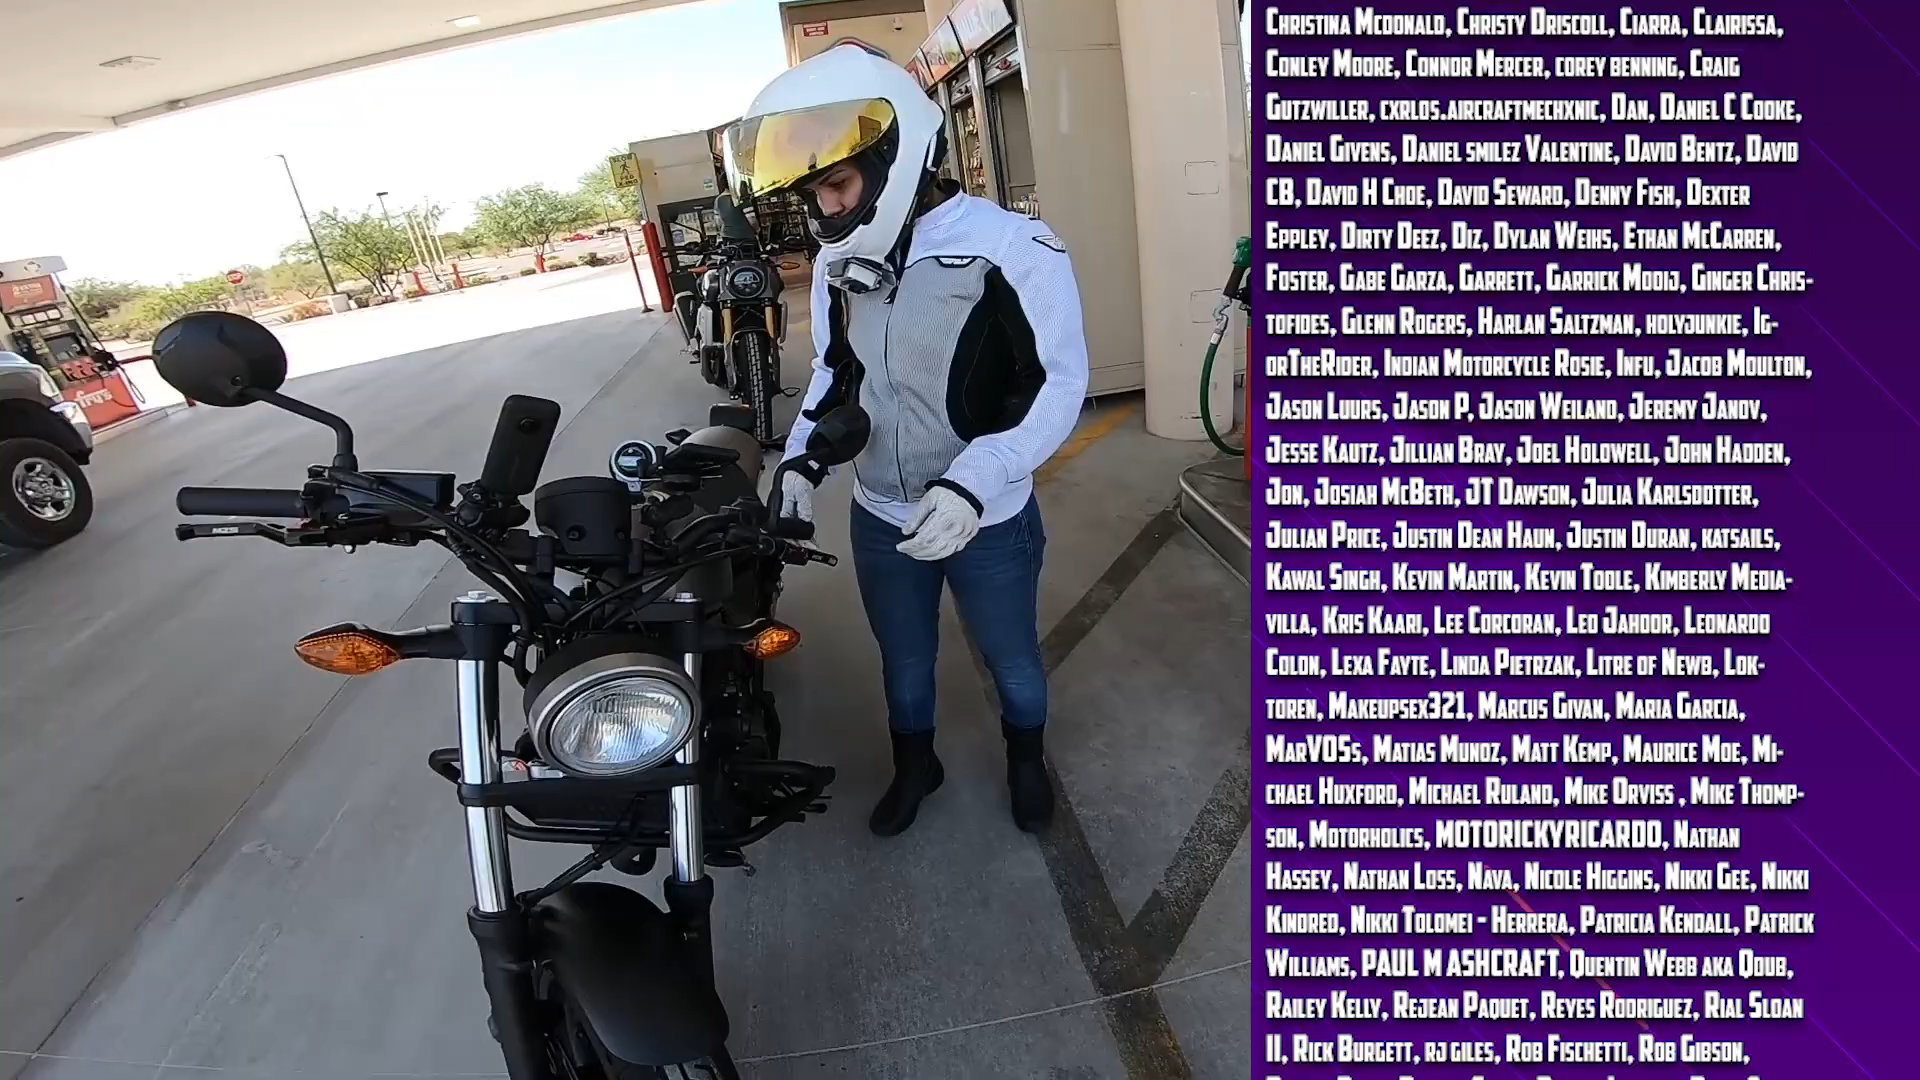 Christina Mcdonald, Christy Driscoll, Ciarra, Clairissa,
Conley Moore, Connor Mercer, corey benning, Craig
Gutzwiller, cxrlos.aircraftmechxnic, Dan, Daniel C Cooke,
Daniel Givens, Daniel smilez Valentine, David Bentz, David
CB, David H Choe, David Seward, Denny Fish, Dexter
Eppley, Dirty Deez, Diz, Dylan Weihs, Ethan McCarren,
Foster, Gabe Garza, Garrett, Garrick Mooij, Ginger Chris-
tofides, Glenn Rogers, Harlan Saltzman, holyjunkie, Ig-
orTheRider, Indian Motorcycle Rosie, Infu, Jacob Moulton,
Jason Luurs, Jason P, Jason Weiland, Jeremy Janov,
Jesse Kautz, Jillian Bray, Joel Holowell, John Hadden,
Jon, Josiah McBeth, JT Dawson, Julia Karlsdotter,
Julian Price, Justin Dean Haun, Justin Duran, katsails,
Kawal Singh, Kevin Martin, Kevin Toole, Kimberly Media-
villa, Kris Kaari, Lee Corcoran, Leo Jahoor, Leonardo
Colon, Lexa Fayte, Linda Pietrzak, Litre of Newb, Lok-
toren, Makeupsex321, Marcus Givan, Maria Garcia,
MarVOSs, Matias Munoz, Matt Kemp, Maurice Moe, Mi-
chael Huxford, Michael Ruland, Mike Orviss , Mike Thomp-
son, Motorholics, MOTORICKYRICARDO, Nathan
Hassey, Nathan Loss, Nava, Nicole Higgins, Nikki Gee, Nikki
Kindred, Nikki Tolomei - Herrera, Patricia Kendall, Patrick
Williams, PAUL M ASHCRAFT, Quentin Webb aka Qdub,
Railey Kelly, Rejean Paquet, Reyes Rodriguez, Rial Sloan
II, Rick Burgett, rj giles, Rob Fischetti, Rob Gibson,
SLOW
PED
XING
fry's